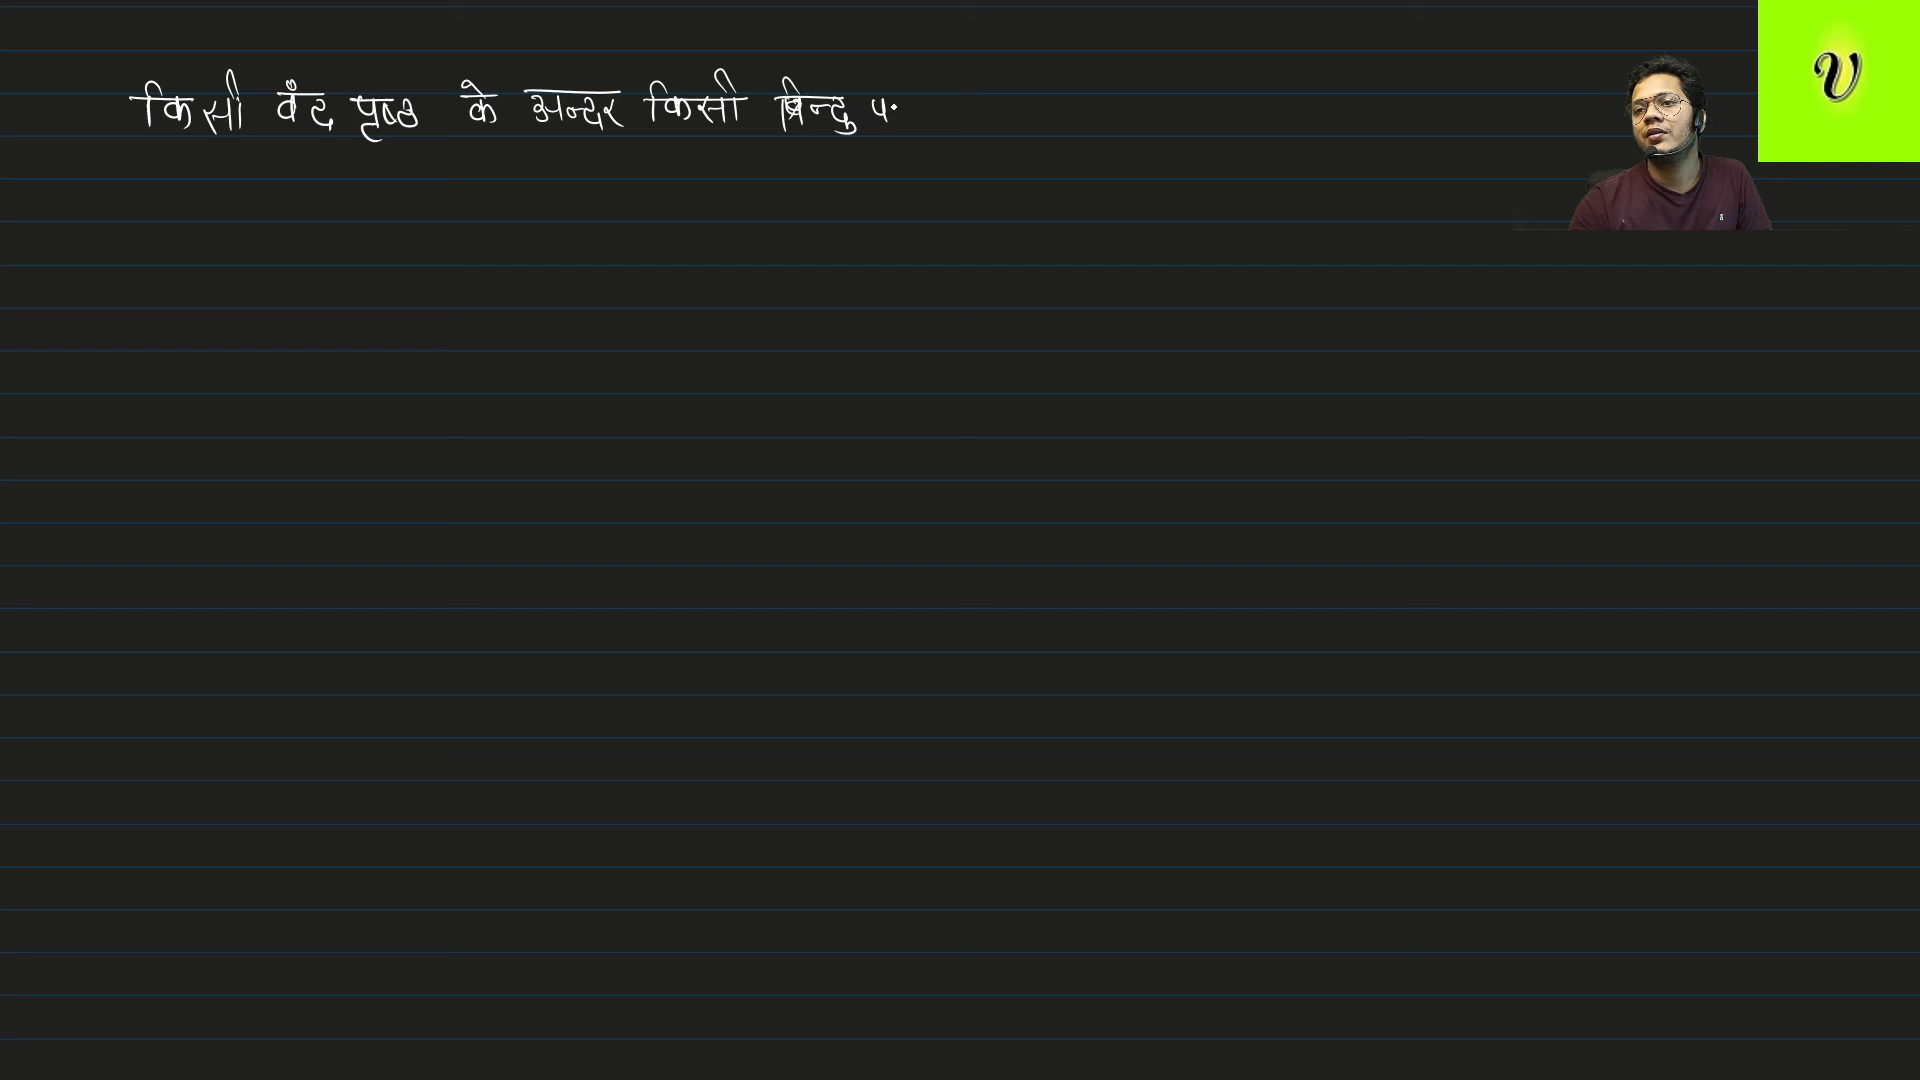 किसी बंद पृष्ठ के अन्दर किसी बिन्दु प
υ